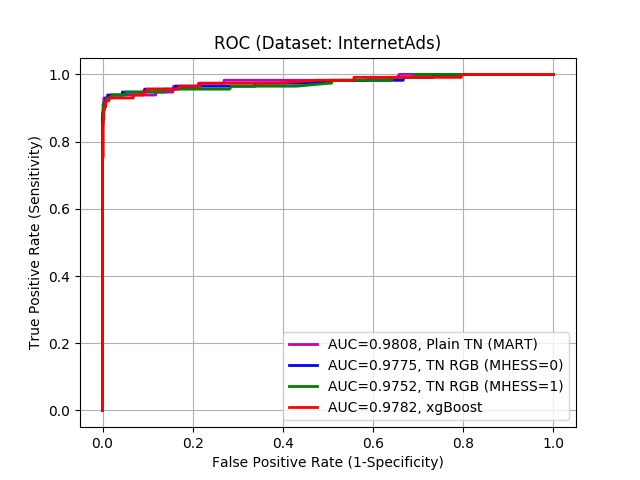 ROC (Dataset: InternetAds)
True Positive Rate (Sensitivity)
1.0
0.8
0.6
0.4
0.2
0.0
AUC=0.9808, Plain TN (MART)
AUC=0.9775, TN RGB (MHESS=0)
AUC=0.9752, TN RGB (MHESS=1)
AUC=0.9782, xgBoost
0.0 0.2 0.4 0.6 0.8 1.0
False Positive Rate (1-Specificity)